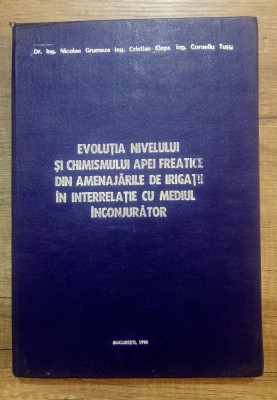 Dr. Ing. Nicolae Grumeza ing. Cristian Kleps ing. Corneliu Tușu
EVOLUȚIA NIVELULUI
ȘI CHIMISMULUI APEI FREATICE
DIN AMENAJĂRILE DE IRIGAȚII
ÎN INTERRELAȚIE CU MEDIUL
ÎNCONJURĂTOR
BUCUREȘTI, 1990